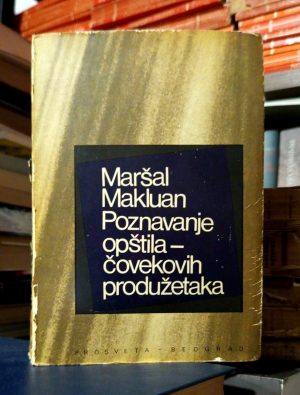 Maršal
Makluan
Poznavanje
opštila –
čovekovih
produžetaka
PROSVETA - BEOGRAD